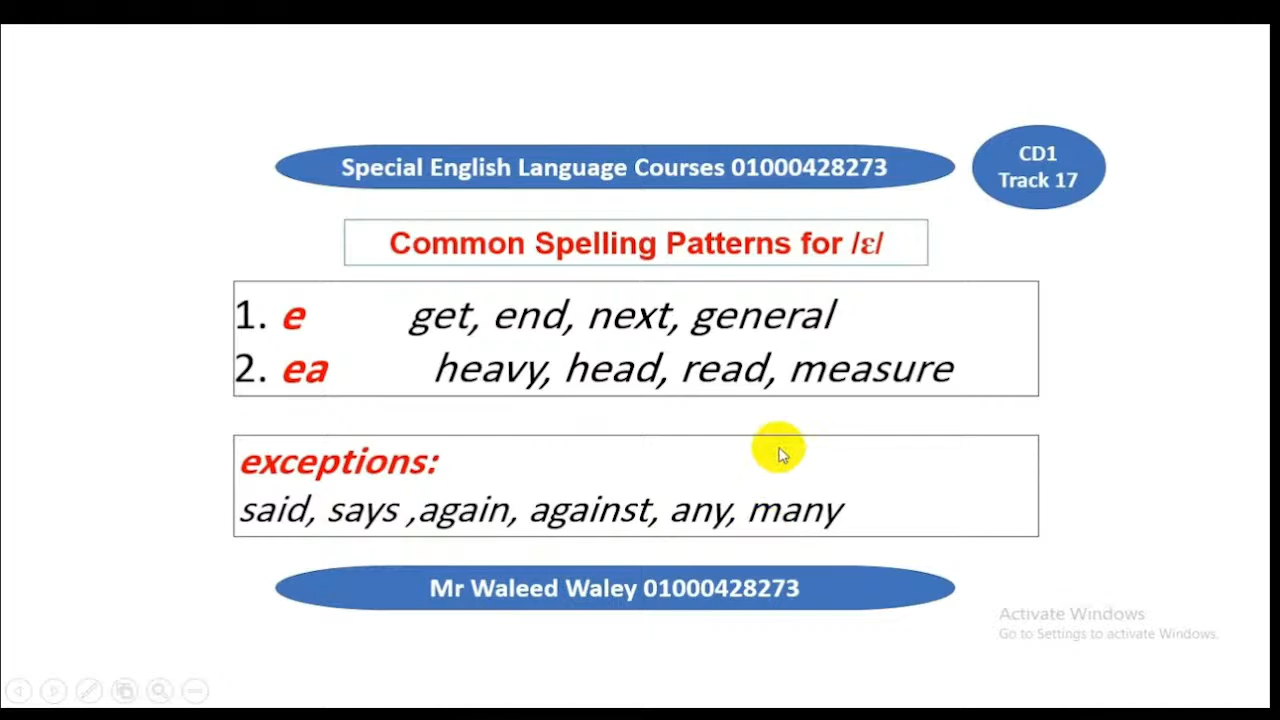 Special English Language Courses 01000428273
CD1
Track 17
Common Spelling Patterns for /ɛ/
1. e get, end, next, general
2. ea heavy, head, read, measure
exceptions:
said, says ,again, against, any, many
Mr Waleed Waley 01000428273
Activate Windows
Go to Settings to activate Windows.